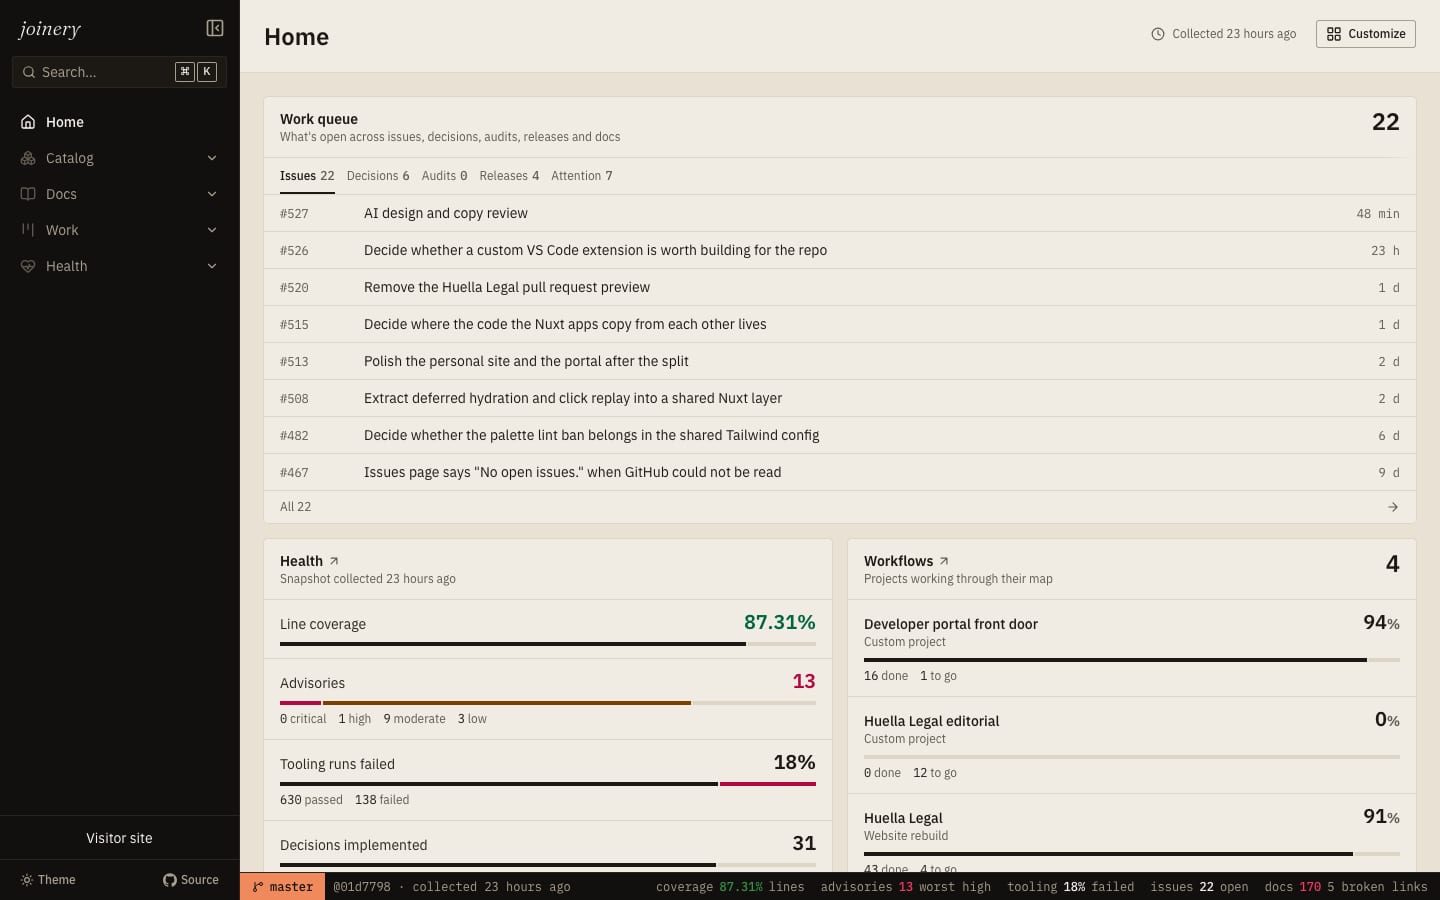 joinery
Search...
⌘ K
Home
Catalog
Docs
Work
Health
Visitor site
Theme
Source
Home
Collected 23 hours ago
Customize
Work queue
22
What's open across issues, decisions, audits, releases and docs
Issues 22 Decisions 6 Audits 0 Releases 4 Attention 7
#527 AI design and copy review 48 min
#526 Decide whether a custom VS Code extension is worth building for the repo 23 h
#520 Remove the Huella Legal pull request preview 1 d
#515 Decide where the code the Nuxt apps copy from each other lives 1 d
#513 Polish the personal site and the portal after the split 2 d
#508 Extract deferred hydration and click replay into a shared Nuxt layer 2 d
#482 Decide whether the palette lint ban belongs in the shared Tailwind config 6 d
#467 Issues page says "No open issues." when GitHub could not be read 9 d
All 22
Health
Snapshot collected 23 hours ago
Line coverage 87.31%
Advisories 13
0 critical 1 high 9 moderate 3 low
Tooling runs failed 18%
630 passed 138 failed
Decisions implemented 31
Workflows 4
Projects working through their map
Developer portal front door 94%
Custom project
16 done 1 to go
Huella Legal editorial 0%
Custom project
0 done 12 to go
Huella Legal 91%
Website rebuild
43 done 4 to go
master @01d7798 · collected 23 hours ago coverage 87.31% lines advisories 13 worst high tooling 18% failed issues 22 open docs 170 5 broken links